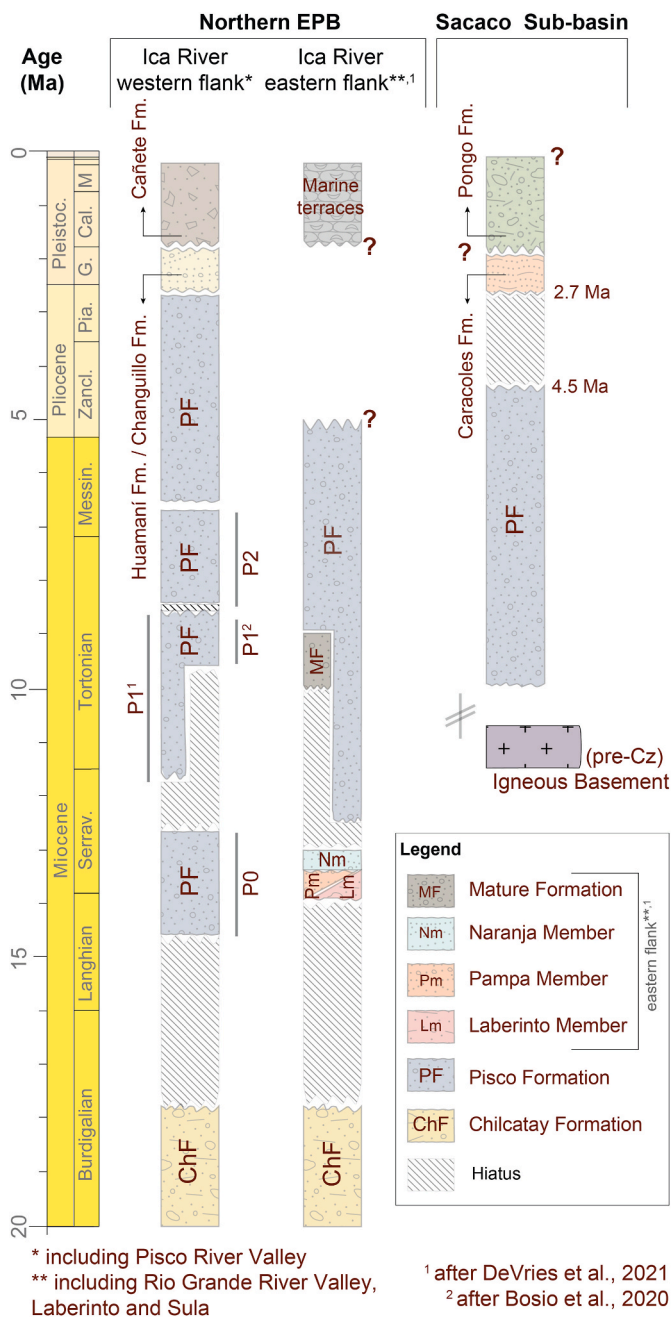 Northern EPB
Sacaco Sub-basin
Age
(Ma)
Ica River
western flank*
Ica River
eastern flank**,1
0
5
10
15
20
Pleistoc.
Pliocene
Miocene
M
Cal.
G.
Pia.
Zancl.
Messin.
Tortonian
Serrav.
Langhian
Burdigalian
Cañete Fm.
Huamaní Fm. / Changuillo Fm.
PF
PF
P2
PF
P1²
P1¹
PF
P0
ChF
Marine
terraces
?
?
PF
MF
Nm
Pm
Lm
ChF
Pongo Fm.
?
?
Caracoles Fm.
2.7 Ma
4.5 Ma
PF
(pre-Cz)
Igneous Basement
Legend
MF Mature Formation
Nm Naranja Member
Pm Pampa Member
Lm Laberinto Member
eastern flank**,1
PF Pisco Formation
ChF Chilcatay Formation
Hiatus
* including Pisco River Valley
** including Rio Grande River Valley,
Laberinto and Sula
¹ after DeVries et al., 2021
² after Bosio et al., 2020